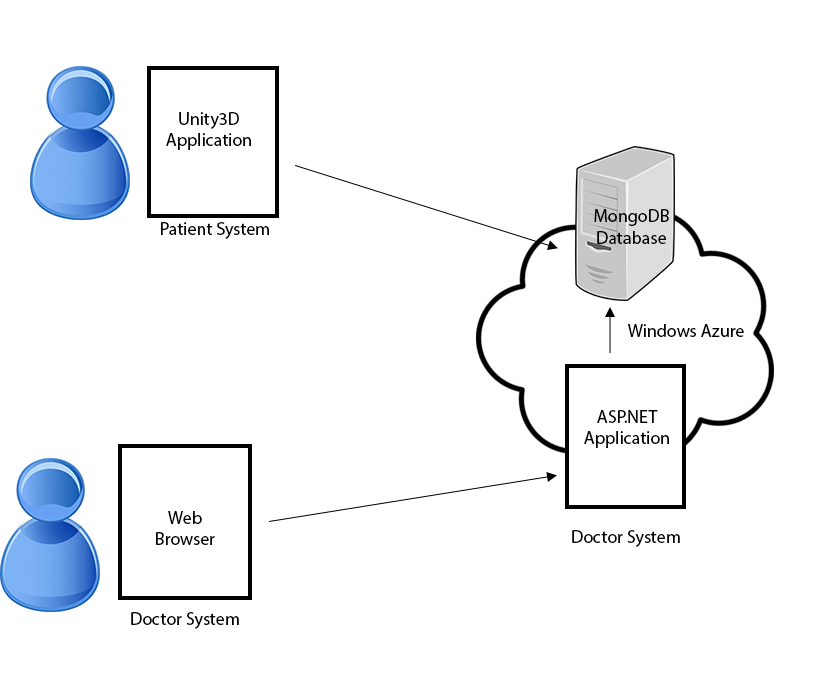 Unity3D
Application
Patient System
MongoDB
Database
Windows Azure
ASP.NET
Application
Doctor System
Web
Browser
Doctor System